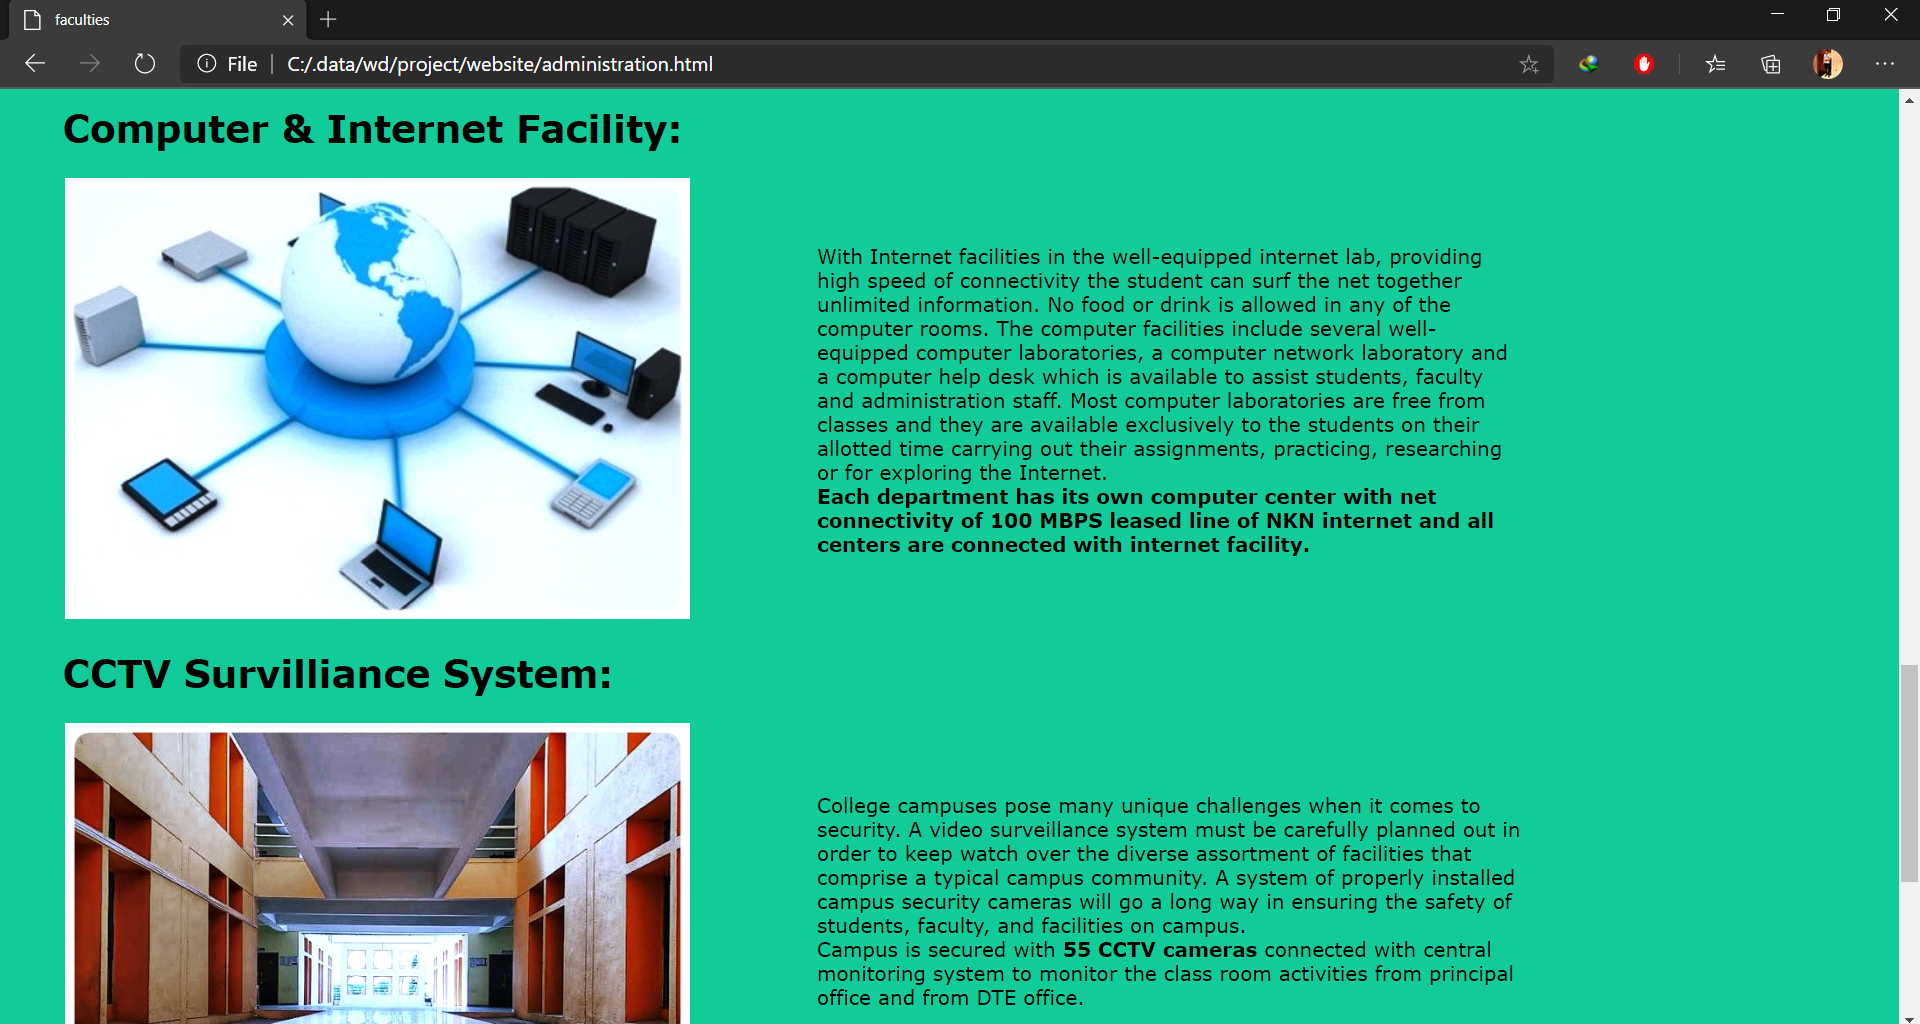 faculties
File
C:/.data/wd/project/website/administration.html
Computer & Internet Facility:
With Internet facilities in the well-equipped internet lab, providing
high speed of connectivity the student can surf the net together
unlimited information. No food or drink is allowed in any of the
computer rooms. The computer facilities include several well-
equipped computer laboratories, a computer network laboratory and
a computer help desk which is available to assist students, faculty
and administration staff. Most computer laboratories are free from
classes and they are available exclusively to the students on their
allotted time carrying out their assignments, practicing, researching
or for exploring the Internet.
Each department has its own computer center with net
connectivity of 100 MBPS leased line of NKN internet and all
centers are connected with internet facility.
CCTV Survilliance System:
College campuses pose many unique challenges when it comes to
security. A video surveillance system must be carefully planned out in
order to keep watch over the diverse assortment of facilities that
comprise a typical campus community. A system of properly installed
campus security cameras will go a long way in ensuring the safety of
students, faculty, and facilities on campus.
Campus is secured with 55 CCTV cameras connected with central
monitoring system to monitor the class room activities from principal
office and from DTE office.